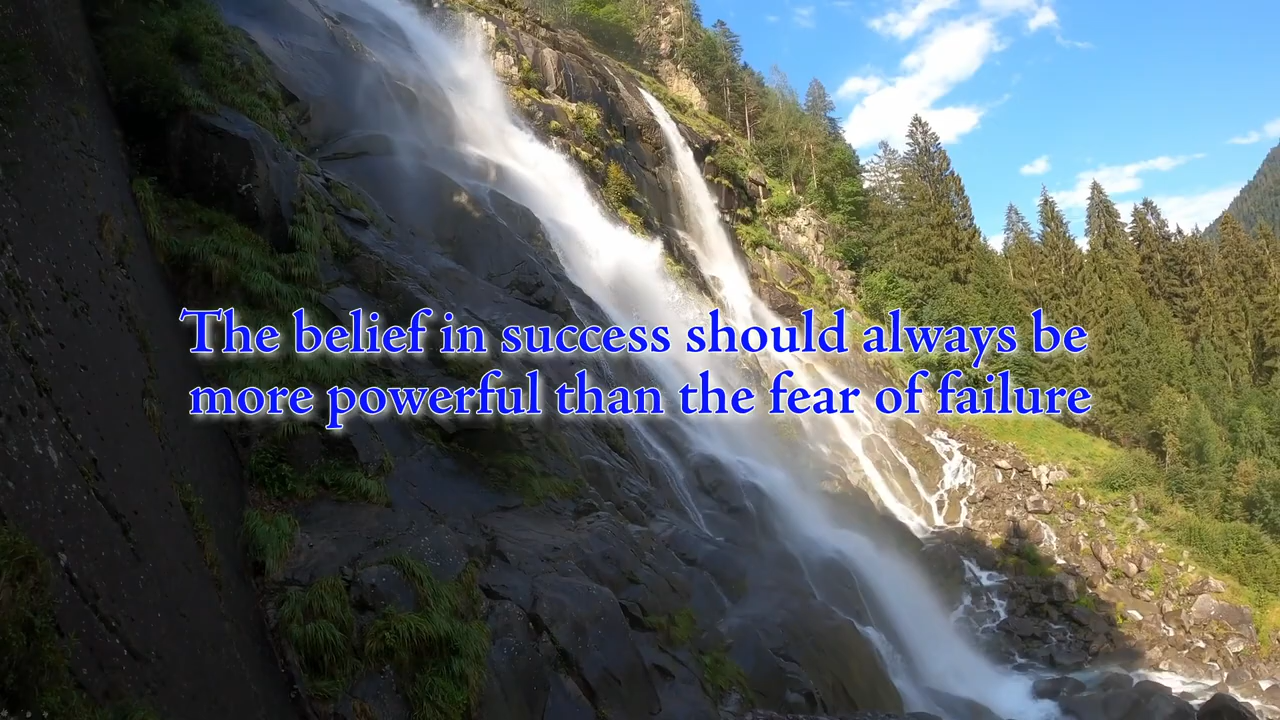 The belief in success should always be
more powerful than the fear of failure